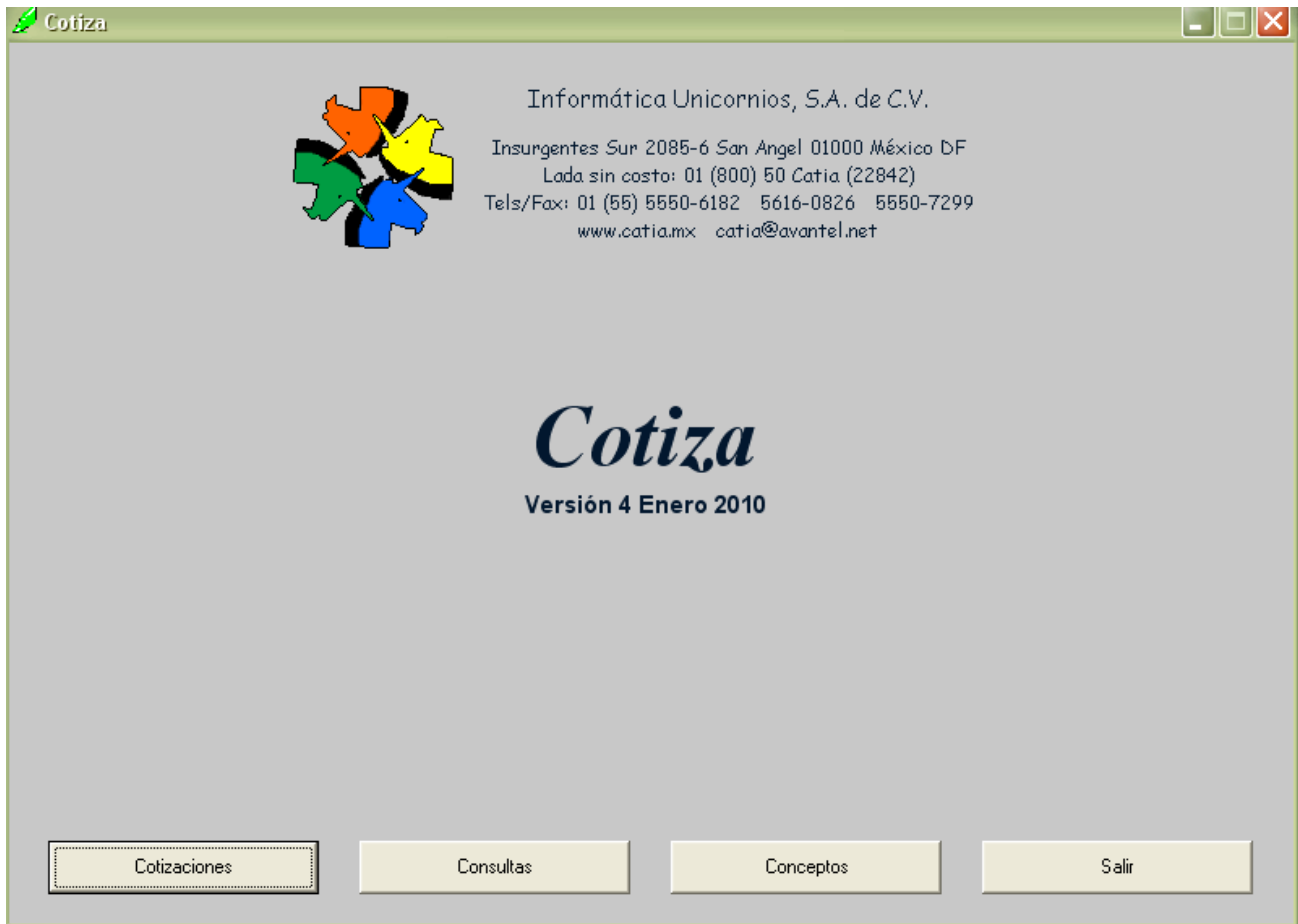 Cotiza
Informática Unicornios, S.A. de C.V.
Insurgentes Sur 2085-6 San Angel 01000 México DF
Lada sin costo: 01 (800) 50 Catia (22842)
Tels/Fax: 01 (55) 5550-6182 5616-0826 5550-7299
www.catia.mx catia@avantel.net
Cotiza
Versión 4 Enero 2010
Cotizaciones Consultas Conceptos Salir